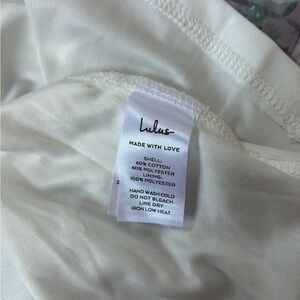 Lulus
MADE WITH LOVE
SHELL:
60% COTTON
40% POLYESTER
LINING:
100% POLYESTER
HAND WASH COLD
DO NOT BLEACH
LINE DRY
IRON LOW HEAT